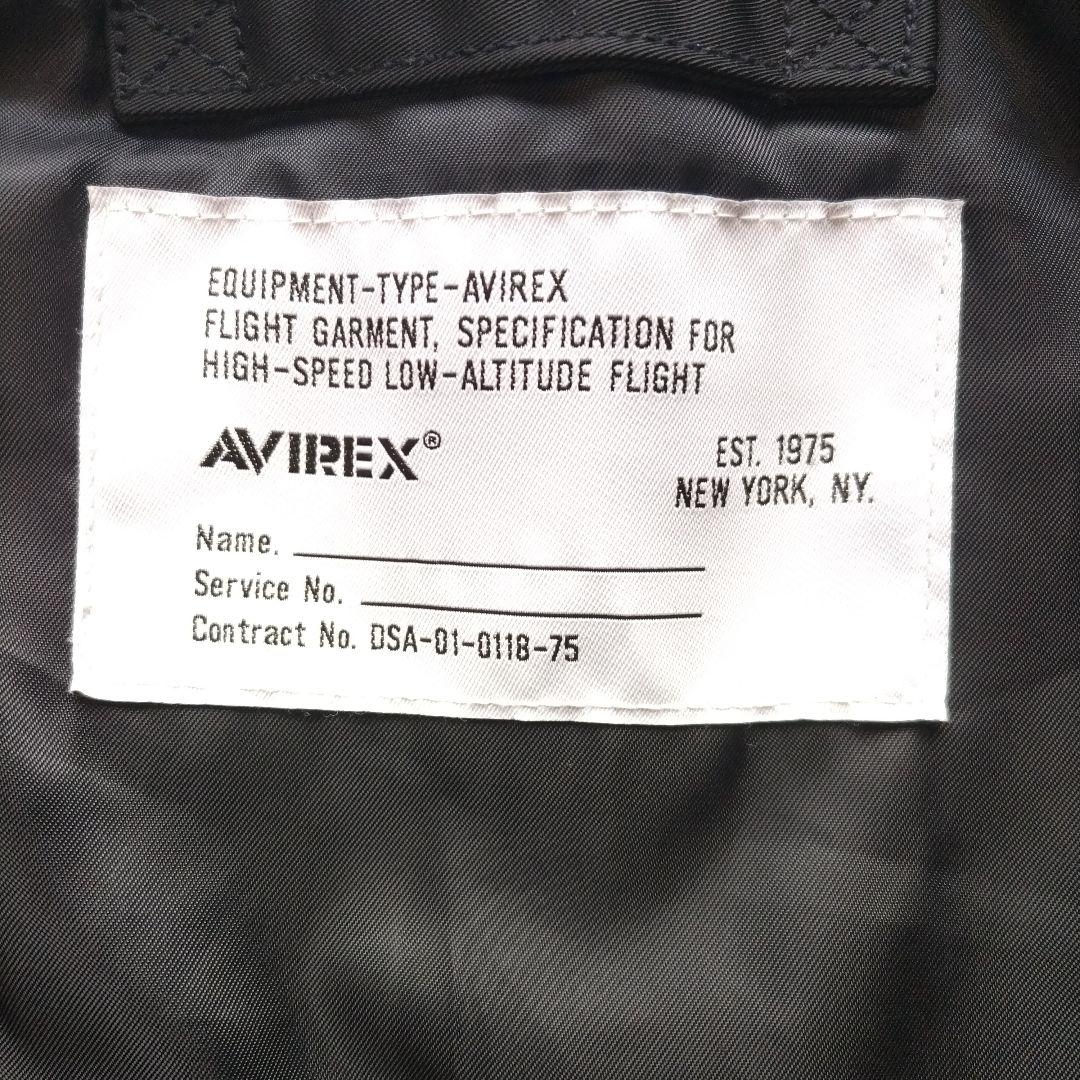 EQUIPMENT-TYPE-AVIREX
FLIGHT GARMENT, SPECIFICATION FOR
HIGH-SPEED LOW-ALTITUDE FLIGHT
AVIREX®
EST. 1975
NEW YORK, NY.
Name.
Service No.
Contract No. DSA-01-0118-75